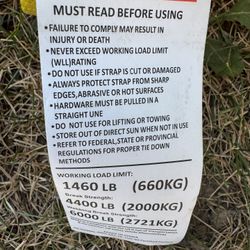 MUST READ BEFORE USING
• FAILURE TO COMPLY MAY RESULT IN
INJURY OR DEATH
• NEVER EXCEED WORKING LOAD LIMIT
(WLL)RATING
• DO NOT USE IF STRAP IS CUT OR DAMAGED
• ALWAYS PROTECT STRAP FROM SHARP
EDGES,ABRASIVE OR HOT SURFACES
• HARDWARE MUST BE PULLED IN A
STRAIGHT LINE
• DO NOT USE FOR LIFTING OR TOWING
• STORE OUT OF DIRECT SUN WHEN NOT IN USE
• REFER TO FEDERAL,STATE OR PROVINCIAL
REGULATIONS FOR PROPER TIE DOWN
METHODS
WORKING LOAD LIMIT:
1460 LB (660KG)
Break Strength:
4400 LB (2000KG)
Break Strength:
6000 LB (2721KG)